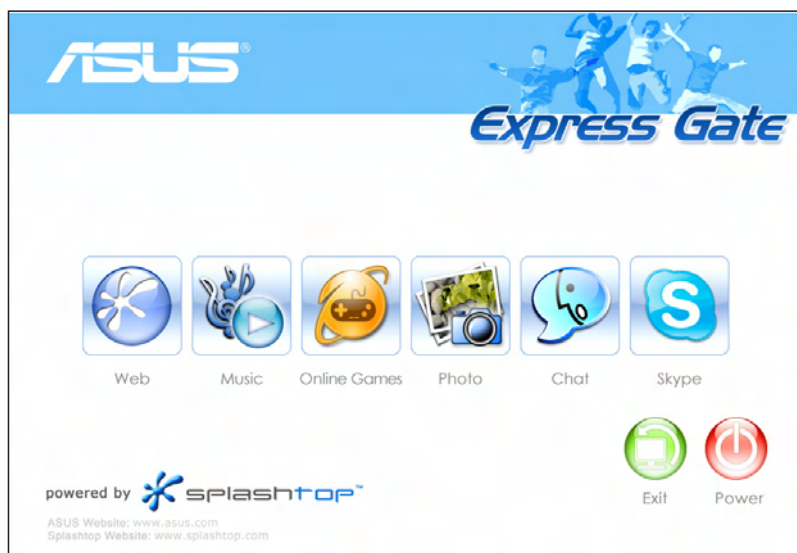 ASUS®
Express Gate
Web
Music
Online Games
Photo
Chat
S
Skype
Exit
Power
powered by splashtop™
ASUS Website: www.asus.com
Splashtop Website: www.splashtop.com